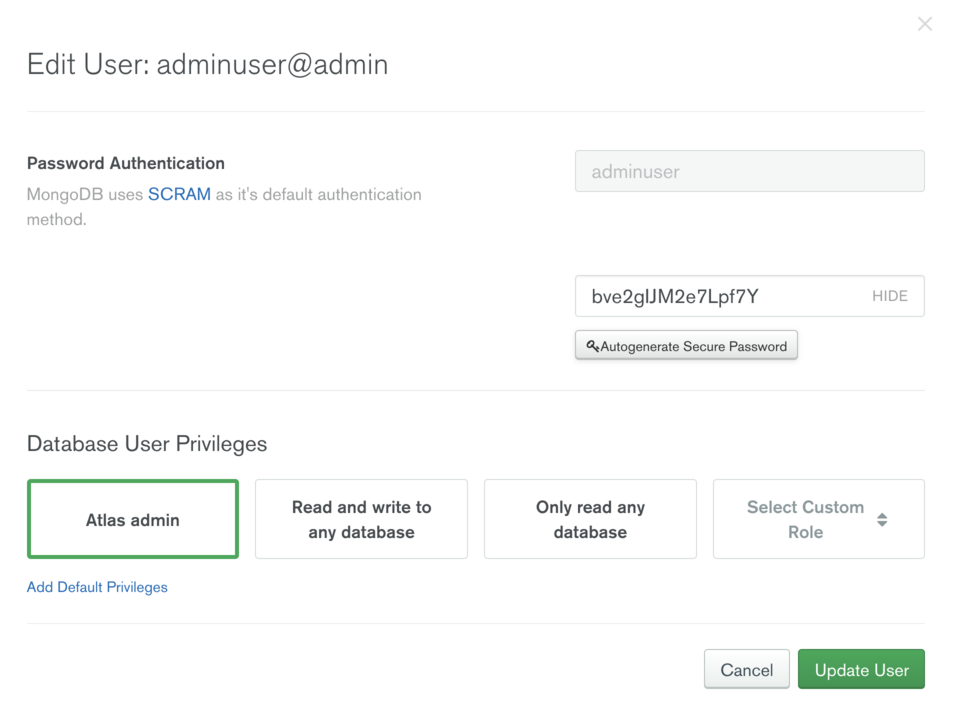 Edit User: adminuser@admin
Password Authentication
MongoDB uses SCRAM as it's default authentication
method.
adminuser
bve2glJM2e7Lpf7Y
HIDE
Autogenerate Secure Password
Database User Privileges
Atlas admin
Read and write to
any database
Only read any
database
Select Custom
Role
Add Default Privileges
Cancel
Update User